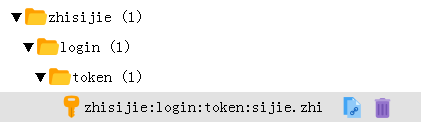 zhisijie (1)
login (1)
token (1)
zhisijie:login:token:sijie.zhi